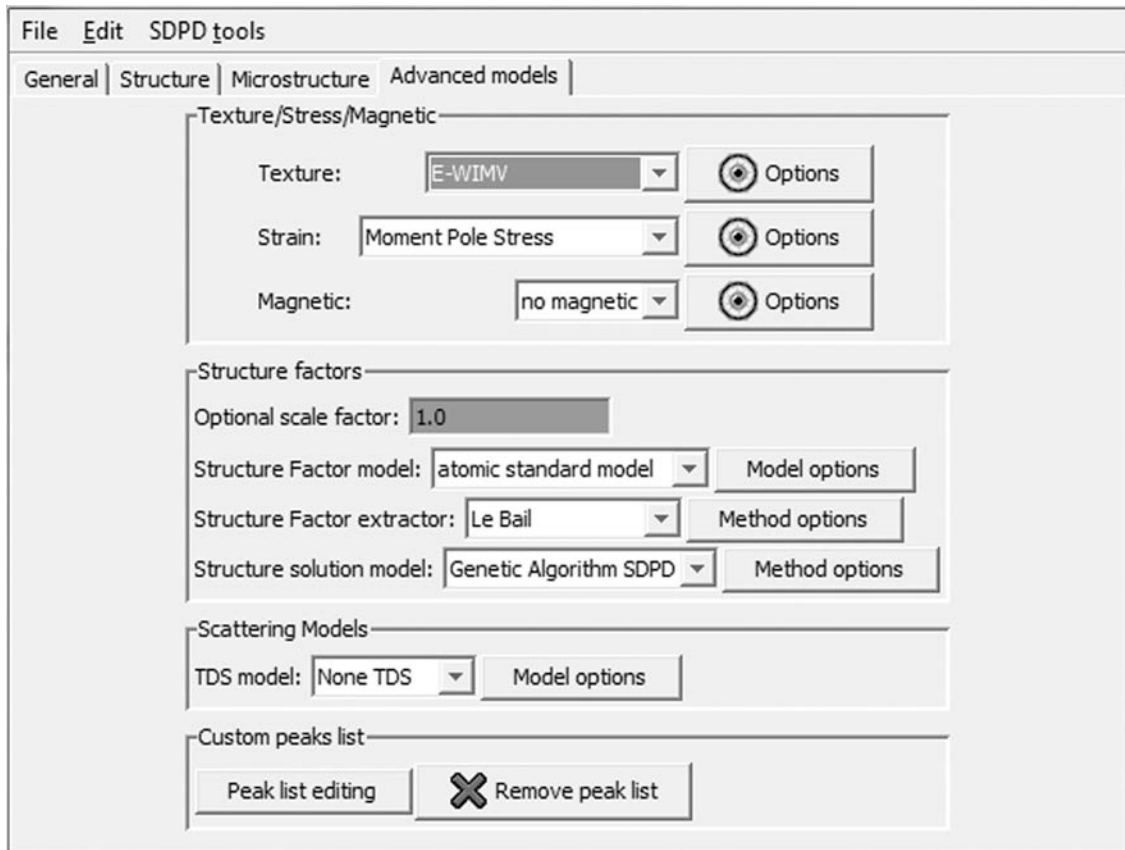 File Edit SDPD tools
General Structure Microstructure Advanced models
Texture/Stress/Magnetic
Texture: E-WIMV Options
Strain: Moment Pole Stress Options
Magnetic: no magnetic Options
Structure factors
Optional scale factor: 1.0
Structure Factor model: atomic standard model Model options
Structure Factor extractor: Le Bail Method options
Structure solution model: Genetic Algorithm SDPD Method options
Scattering Models
TDS model: None TDS Model options
Custom peaks list
Peak list editing Remove peak list